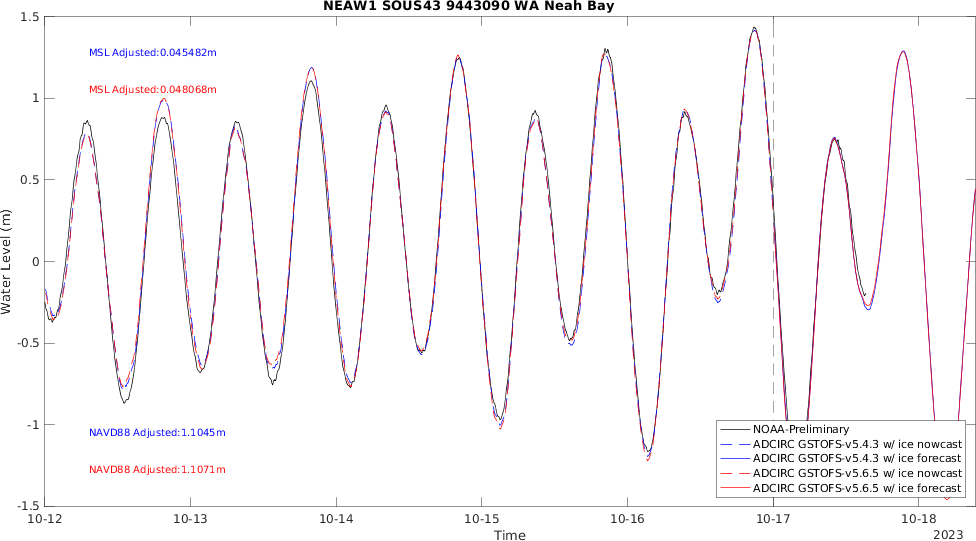 NEAW1 SOUS43 9443090 WA Neah Bay
1.5
MSL Adjusted:0.045482m
MSL Adjusted:0.048068m
1
0.5
0
-0.5
-1
-1.5
Water Level (m)
NAVD88 Adjusted:1.1045m
NAVD88 Adjusted:1.1071m
NOAA-Preliminary
ADCIRC GSTOFS-v5.4.3 w/ ice nowcast
ADCIRC GSTOFS-v5.4.3 w/ ice forecast
ADCIRC GSTOFS-v5.6.5 w/ ice nowcast
ADCIRC GSTOFS-v5.6.5 w/ ice forecast
10-12 10-13 10-14 10-15 10-16 10-17 10-18
Time
2023